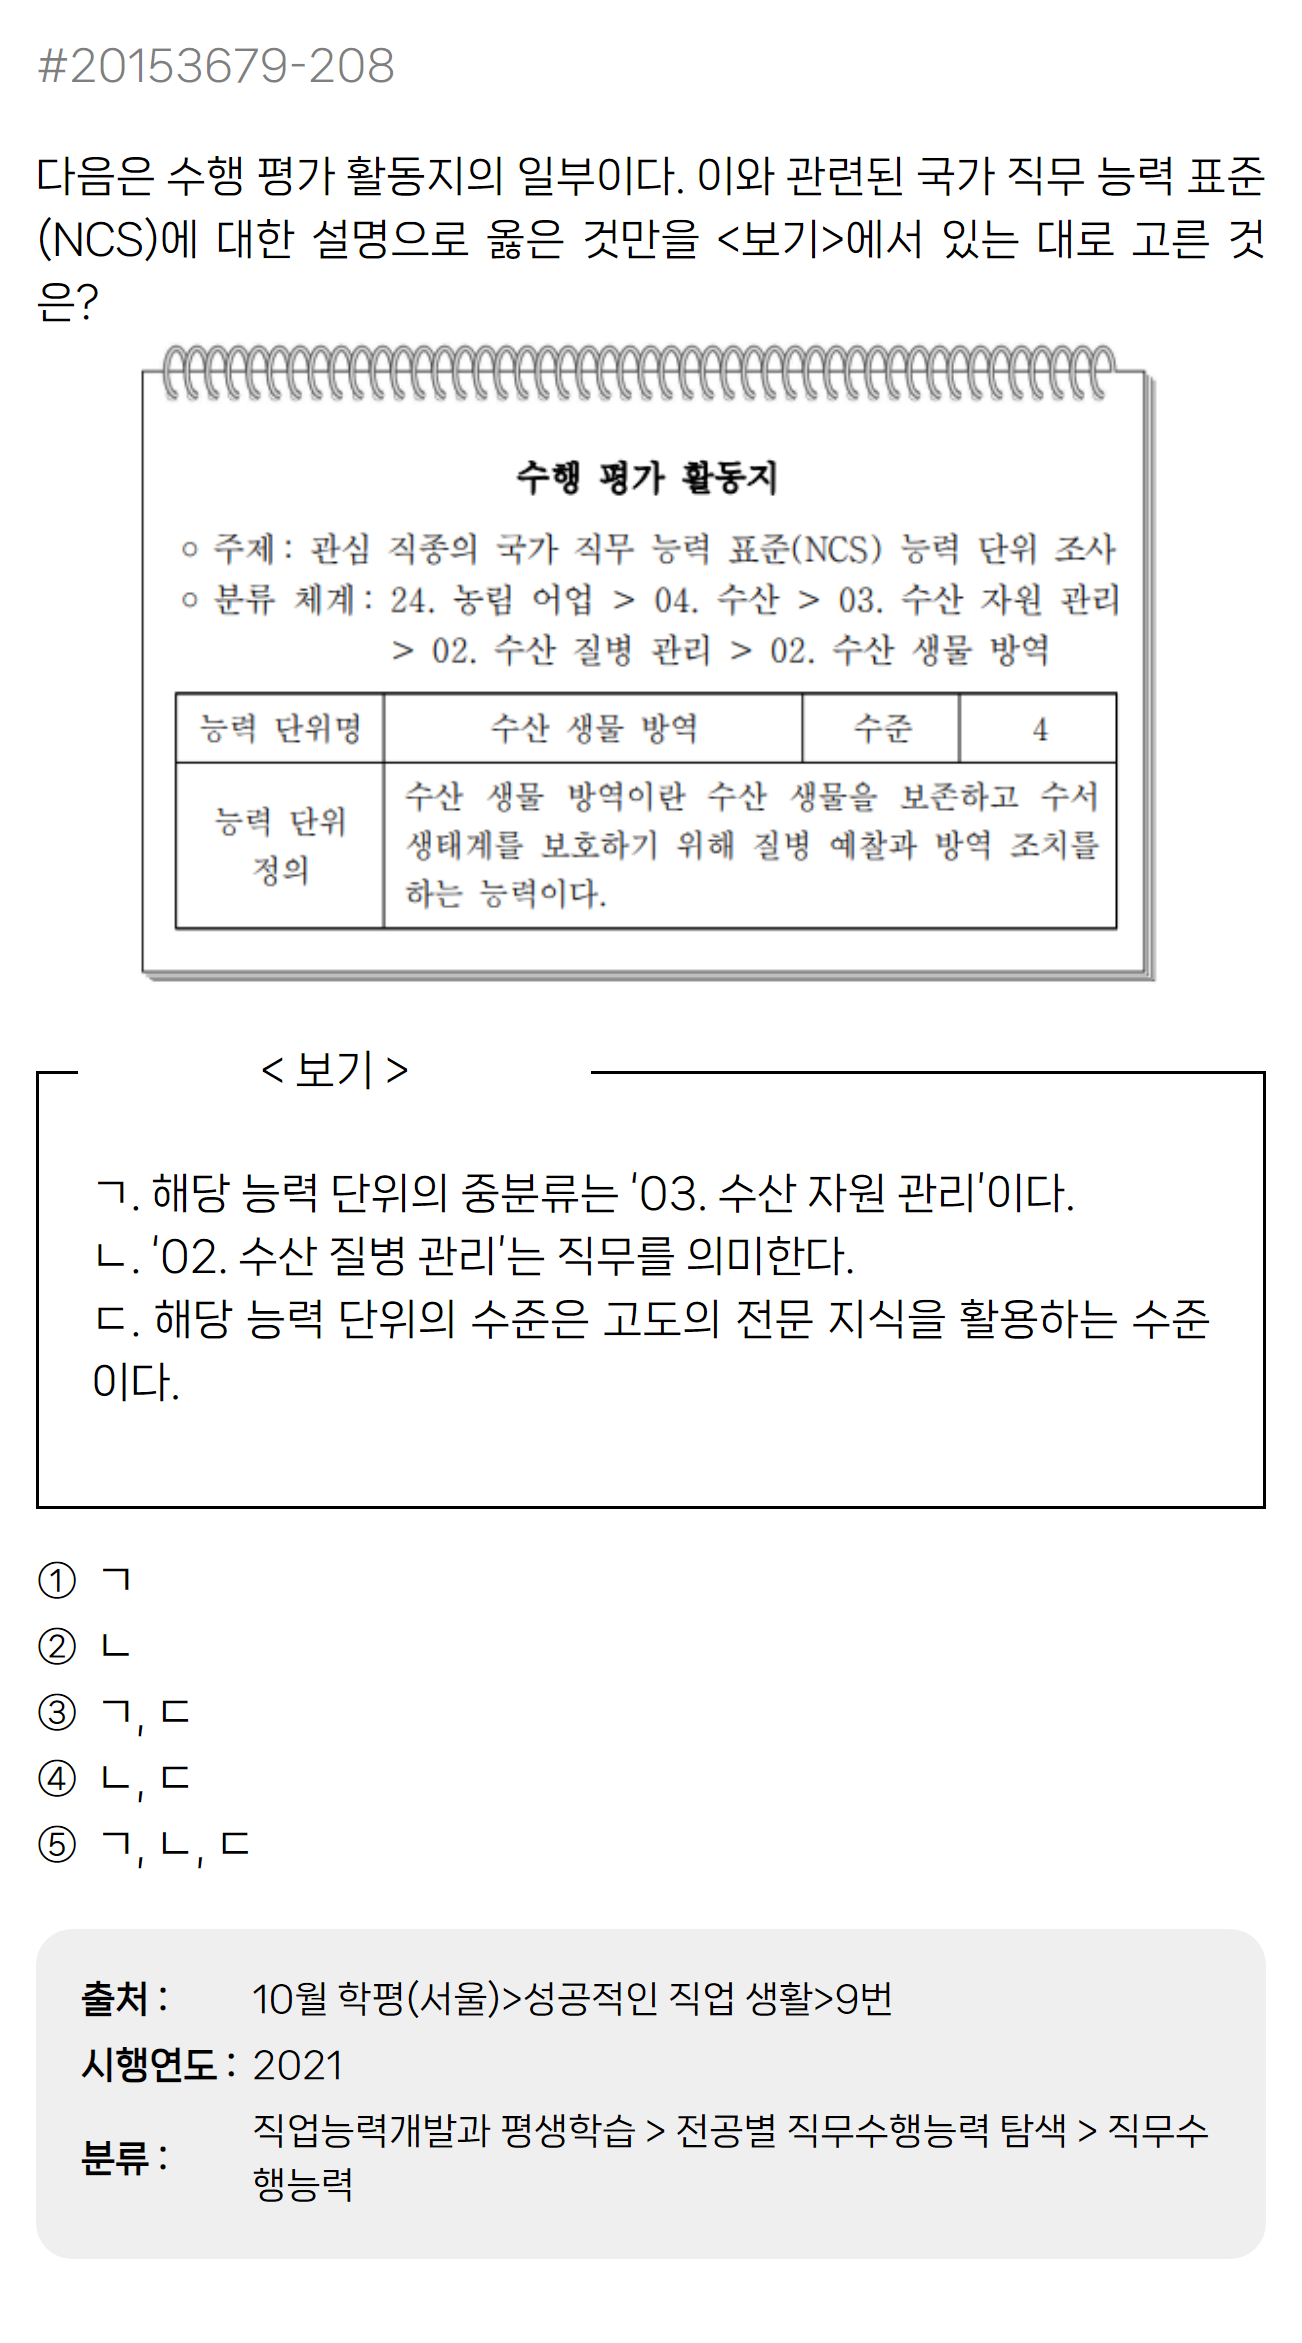 #20153679-208
다음은 수행 평가 활동지의 일부이다. 이와 관련된 국가 직무 능력 표준
(NCS)에 대한 설명으로 옳은 것만을 <보기>에서 있는 대로 고른 것
은?
수행 평가 활동지
○ 주제: 관심 직종의 국가 직무 능력 표준(NCS) 능력 단위 조사
○ 분류 체계: 24. 농림 어업 > 04. 수산 > 03. 수산 자원 관리
> 02. 수산 질병 관리 > 02. 수산 생물 방역
능력 단위명 수산 생물 방역 수준 4
능력 단위
정의
수산 생물 방역이란 수산 생물을 보존하고 수서
생태계를 보호하기 위해 질병 예찰과 방역 조치를
하는 능력이다.
< 보기 >
ㄱ. 해당 능력 단위의 중분류는 '03. 수산 자원 관리'이다.
ㄴ. '02. 수산 질병 관리'는 직무를 의미한다.
ㄷ. 해당 능력 단위의 수준은 고도의 전문 지식을 활용하는 수준
이다.
① ㄱ
② ㄴ
③ ㄱ, ㄷ
④ ㄴ, ㄷ
⑤ ㄱ, ㄴ, ㄷ
출처 : 10월 학평(서울)>성공적인 직업 생활>9번
시행연도 : 2021
분류 : 직업능력개발과 평생학습 > 전공별 직무수행능력 탐색 > 직무수
행능력